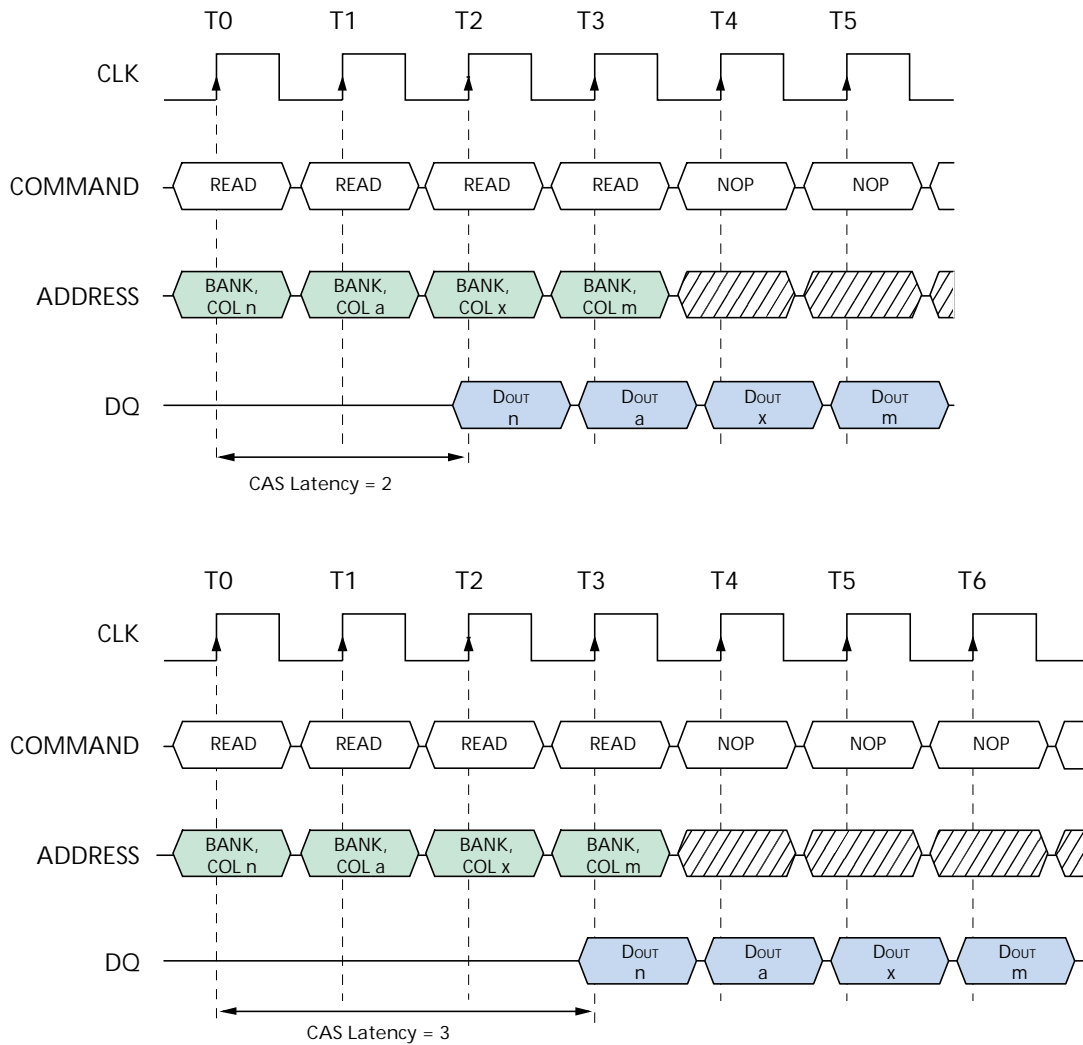 T0 T1 T2 T3 T4 T5
CLK
COMMAND READ READ READ READ NOP NOP
ADDRESS BANK, COL n BANK, COL a BANK, COL x BANK, COL m
DQ DOUT n DOUT a DOUT x DOUT m
CAS Latency = 2
T0 T1 T2 T3 T4 T5 T6
CLK
COMMAND READ READ READ READ NOP NOP NOP
ADDRESS BANK, COL n BANK, COL a BANK, COL x BANK, COL m
DQ DOUT n DOUT a DOUT x DOUT m
CAS Latency = 3